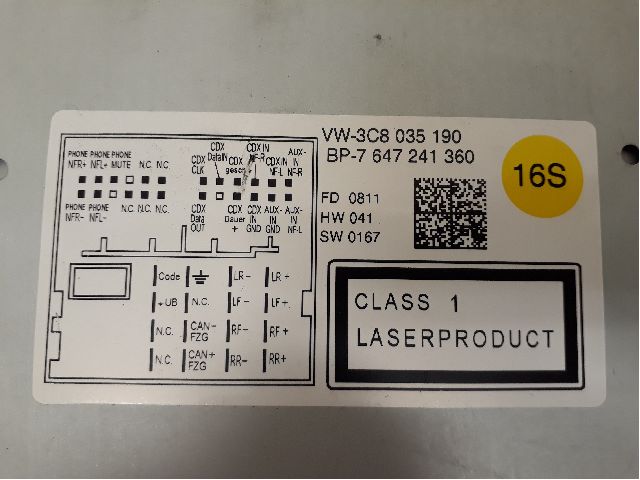 VW-3C8 035 190
BP-7 647 241 360
16S
FD 0811
HW 041
SW 0167
CLASS 1
LASERPRODUCT
PHONE PHONE PHONE
NFR+ NFL+ MUTE N.C. N.C.
PHONE PHONE
NFR- NFL- N.C. N.C. N.C.
CDX CLK
CDX DataIN
CDX gesch
CDX IN NF-R
CDX IN NF-L
AUX-IN NF-R
CDX Data OUT
CDX Dauer +
CDX IN GND
AUX-IN GND
AUX-IN NF-L
Code LR- LR+
+UB N.C. LF- LF+
N.C. CAN- FZG RF- RF+
N.C. CAN+ FZG RR- RR+